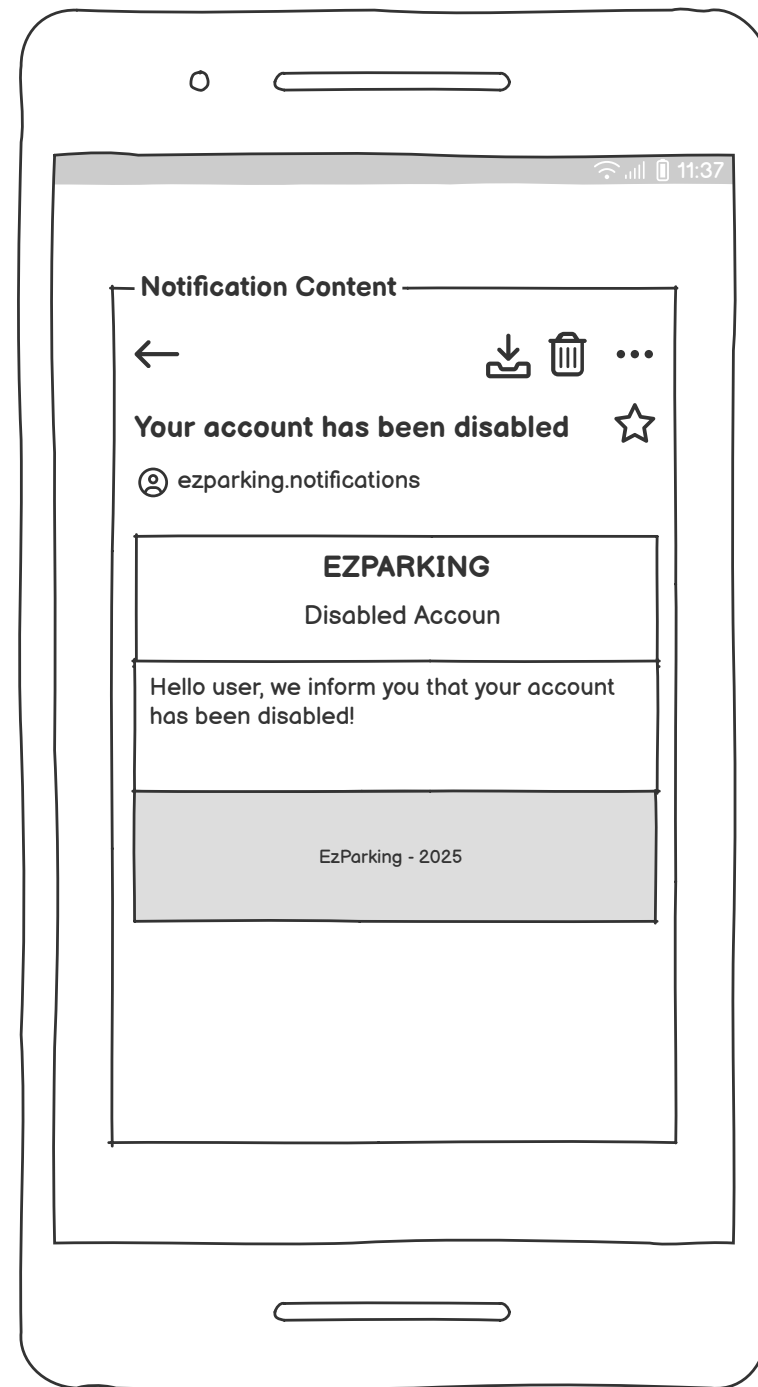 11:37
Notification Content
Your account has been disabled
ezparking.notifications
EZPARKING
Disabled Accoun
Hello user, we inform you that your account
has been disabled!
EzParking - 2025